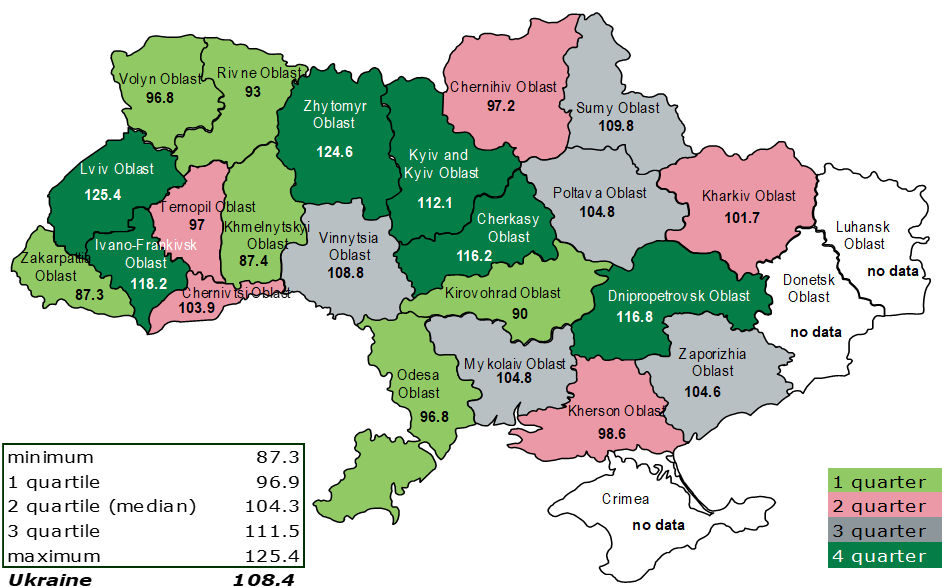 Volyn Oblast
96.8
Rivne Oblast
93
Zhytomyr
Oblast
124.6
Kyiv and
Kyiv Oblast
112.1
Chernihiv Oblast
97.2
Sumy Oblast
109.8
Lviv Oblast
125.4
Ternopil Oblast
97
Khmelnytskyi
Oblast
87.4
Vinnytsia
Oblast
108.8
Cherkasy
Oblast
116.2
Poltava Oblast
104.8
Kharkiv Oblast
101.7
Luhansk
Oblast
no data
Zakarpattia
Oblast
87.3
Ivano-Frankivsk
Oblast
118.2
Chernivtsi Oblast
103.9
Kirovohrad Oblast
90
Dnipropetrovsk Oblast
116.8
Donetsk
Oblast
no data
Odesa
Oblast
96.8
Mykolaiv Oblast
104.8
Zaporizhia
Oblast
104.6
Kherson Oblast
98.6
Crimea
no data
minimum 87.3
1 quartile 96.9
2 quartile (median) 104.3
3 quartile 111.5
maximum 125.4
Ukraine 108.4
1 quarter
2 quarter
3 quarter
4 quarter